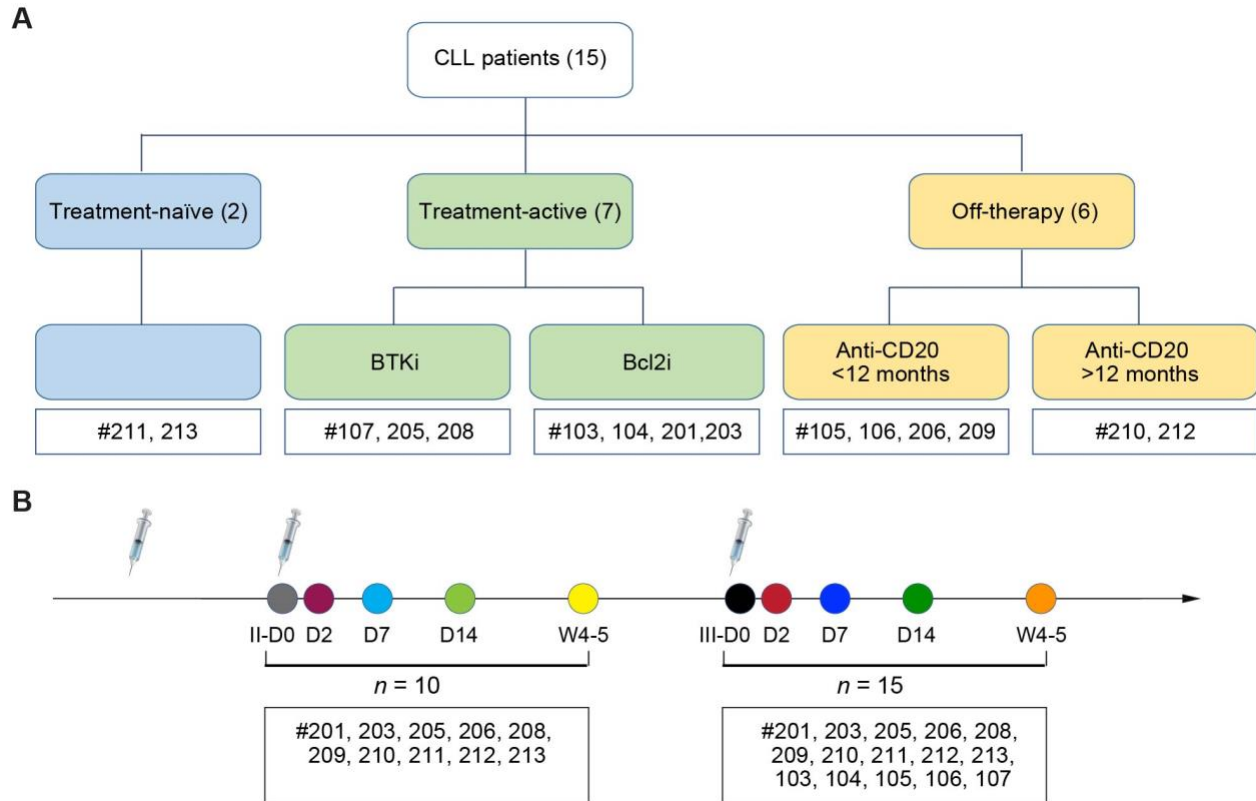 A
CLL patients (15)
Treatment-naïve (2)
Treatment-active (7)
Off-therapy (6)
BTKi
Bcl2i
Anti-CD20
<12 months
Anti-CD20
>12 months
#211, 213
#107, 205, 208
#103, 104, 201,203
#105, 106, 206, 209
#210, 212
B
II-D0
D2
D7
D14
W4-5
III-D0
D2
D7
D14
W4-5
n = 10
n = 15
#201, 203, 205, 206, 208,
209, 210, 211, 212, 213
#201, 203, 205, 206, 208,
209, 210, 211, 212, 213,
103, 104, 105, 106, 107